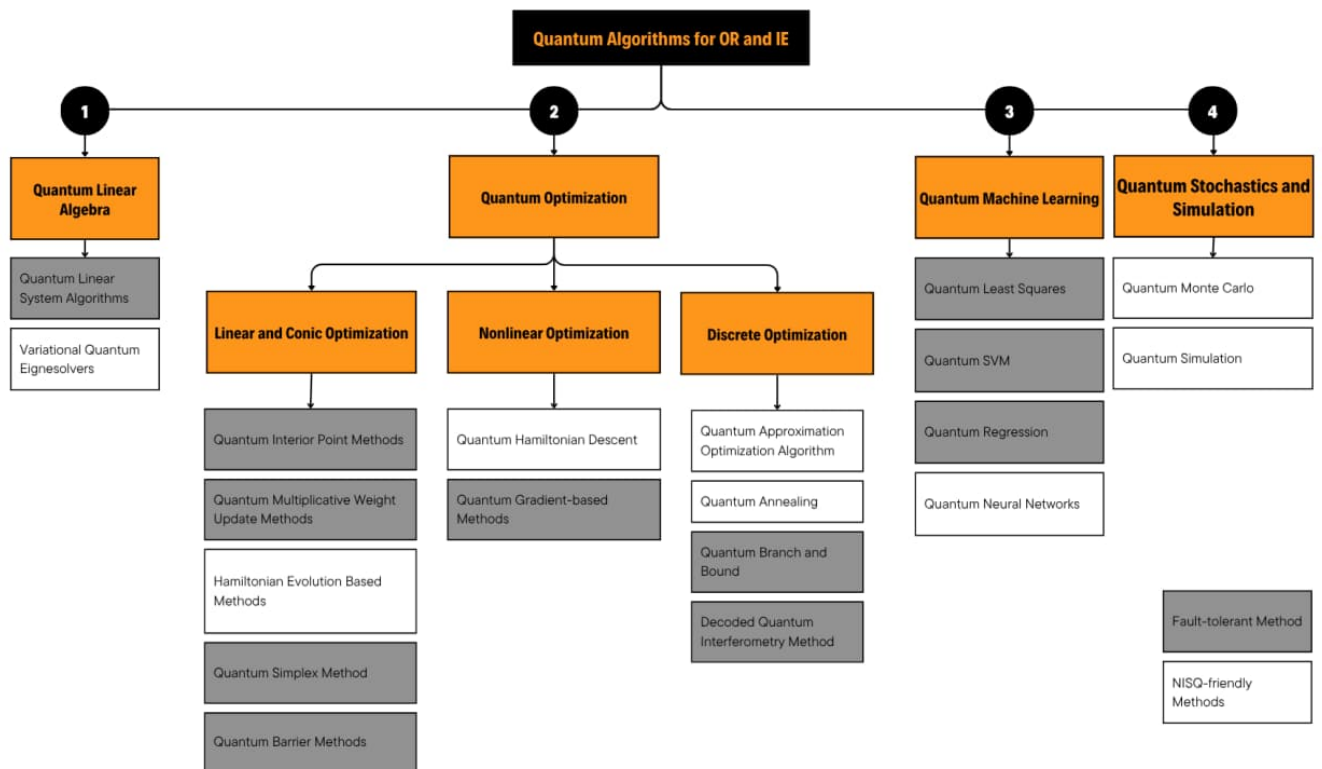 Quantum Algorithms for OR and IE
1
2
3
4
Quantum Linear
Algebra
Quantum Linear
System Algorithms
Variational Quantum
Eignesolvers
Quantum Optimization
Linear and Conic Optimization
Quantum Interior Point Methods
Quantum Multiplicative Weight
Update Methods
Hamiltonian Evolution Based
Methods
Quantum Simplex Method
Quantum Barrier Methods
Nonlinear Optimization
Quantum Hamiltonian Descent
Quantum Gradient-based
Methods
Discrete Optimization
Quantum Approximation
Optimization Algorithm
Quantum Annealing
Quantum Branch and
Bound
Decoded Quantum
Interferometry Method
Quantum Machine Learning
Quantum Least Squares
Quantum SVM
Quantum Regression
Quantum Neural Networks
Quantum Stochastics and
Simulation
Quantum Monte Carlo
Quantum Simulation
Fault-tolerant Method
NISQ-friendly
Methods